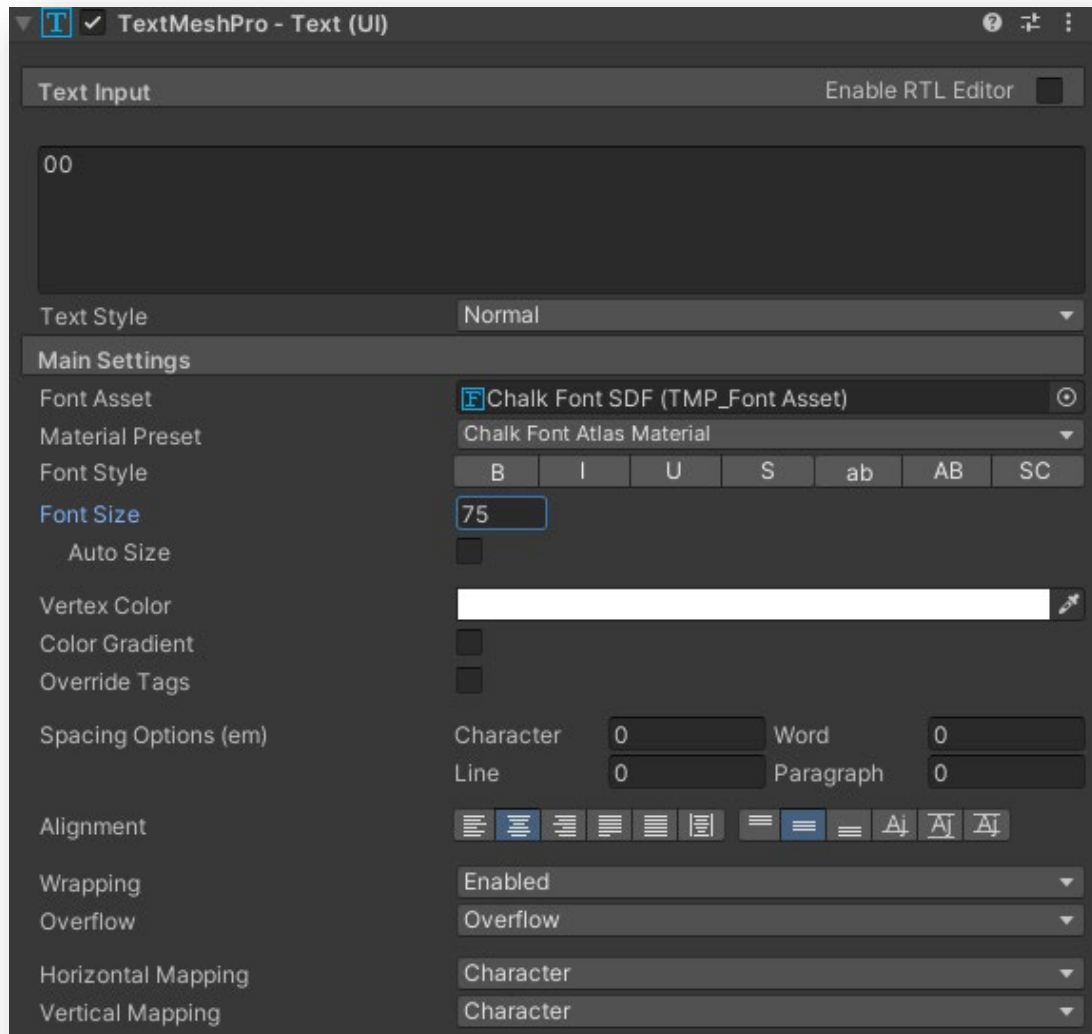 TextMeshPro - Text (UI)
Text Input Enable RTL Editor
00
Text Style Normal
Main Settings
Font Asset Chalk Font SDF (TMP_Font Asset)
Material Preset Chalk Font Atlas Material
Font Style B I U S ab AB SC
Font Size 75
Auto Size
Vertex Color
Color Gradient
Override Tags
Spacing Options (em) Character 0 Word 0
Line 0 Paragraph 0
Alignment
Wrapping Enabled
Overflow Overflow
Horizontal Mapping Character
Vertical Mapping Character